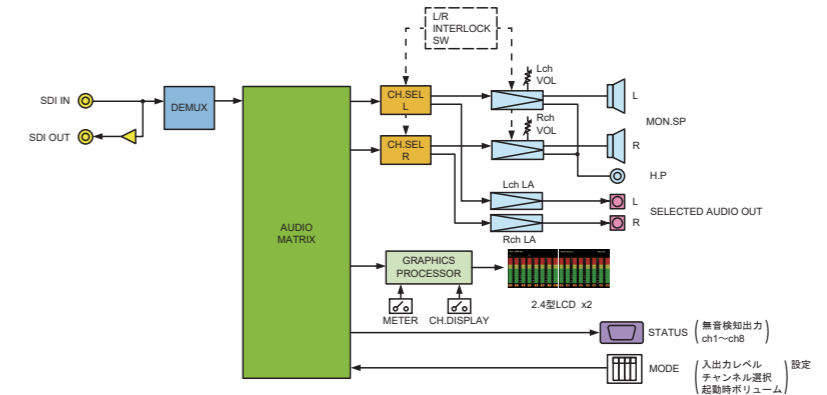 L/R
INTERLOCK
SW
Lch
VOL
SDI IN
DEMUX
CH.SEL
L
L
MON.SP
Rch
VOL
SDI OUT
CH.SEL
R
R
H.P
Lch LA
L
SELECTED AUDIO OUT
R
Rch LA
AUDIO
MATRIX
GRAPHICS
PROCESSOR
2.4型LCD x2
METER
CH.DISPLAY
STATUS
無音検知出力
ch1～ch8
MODE
入出力レベル
チャンネル選択
起動時ボリューム
設定